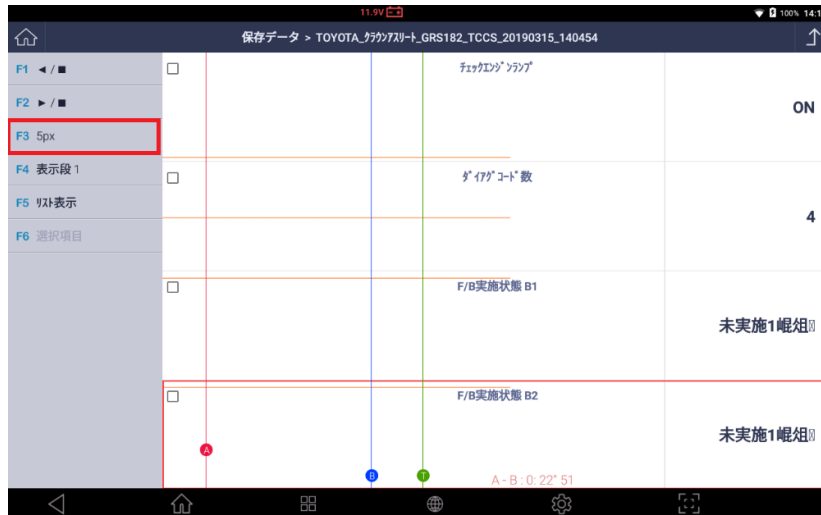 11.9V
100% 14:1
保存データ > TOYOTA_ｸﾗｳﾝｱｽﾘｰﾄ_GRS182_TCCS_20190315_140454
F1 ◄ / ■
F2 ► / ■
F3 5px
F4 表示段 1
F5 ﾘｽﾄ表示
F6 選択項目
ﾁｪｯｸｴﾝｼﾞﾝﾗﾝﾌﾟ
ON
ﾀﾞｲｱｸﾞｺｰﾄﾞ数
4
F/B実施状態 B1
未実施1崐俎
F/B実施状態 B2
未実施1崐俎
A
B
T
A - B : 0: 22" 51